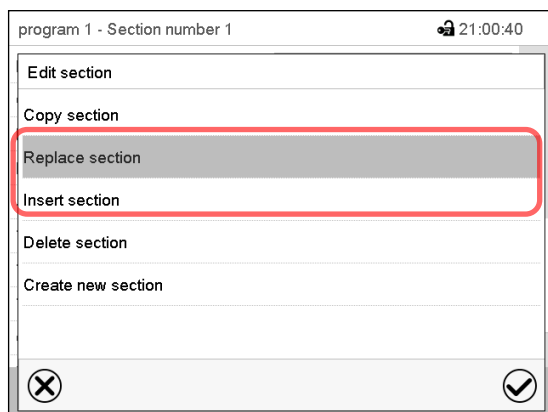 program 1 - Section number 1 21:00:40
Edit section
Copy section
Replace section
Insert section
Delete section
Create new section